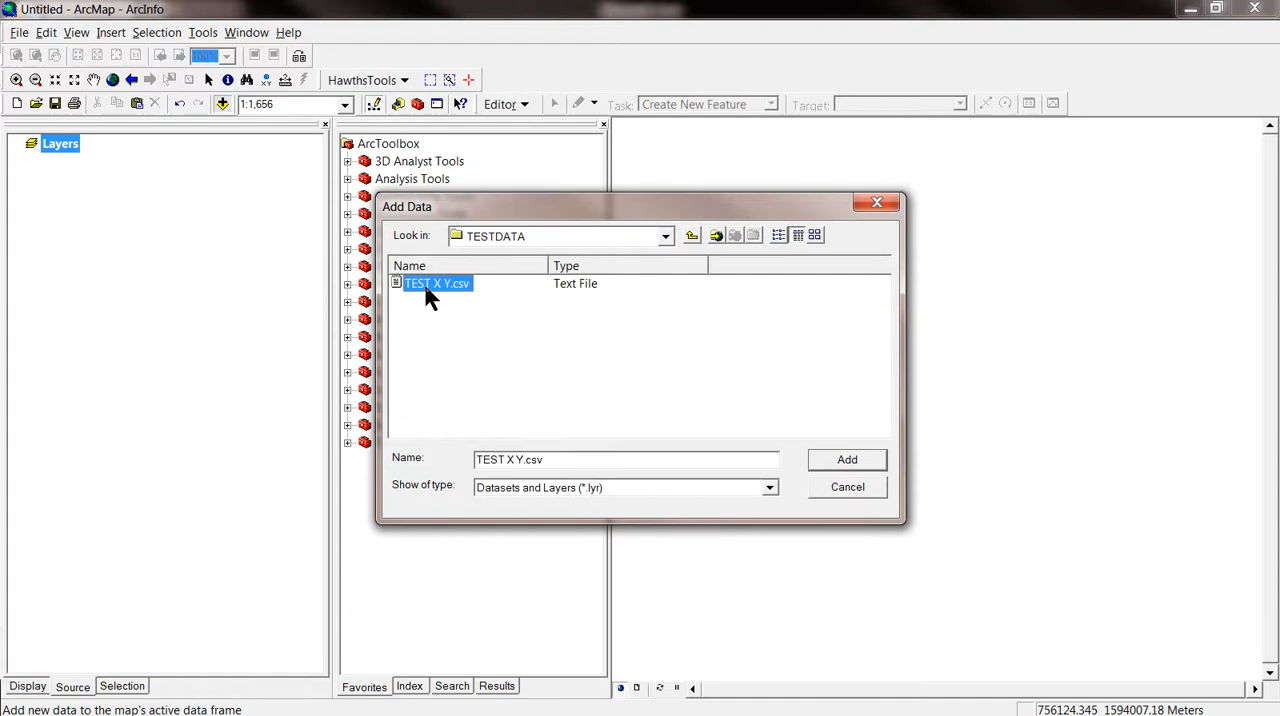 Untitled - ArcMap - ArcInfo
File Edit View Insert Selection Tools Window Help
100%
HawthsTools
1:1,656 Editor Task: Create New Feature Target:
Layers
ArcToolbox
3D Analyst Tools
Analysis Tools
Add Data
Look in: TESTDATA
Name Type
TEST X Y.csv Text File
Name: TEST X Y.csv Add
Show of type: Datasets and Layers (*.lyr) Cancel
Display Source Selection
Favorites Index Search Results
Add new data to the map's active data frame 756124.345 1594007.18 Meters